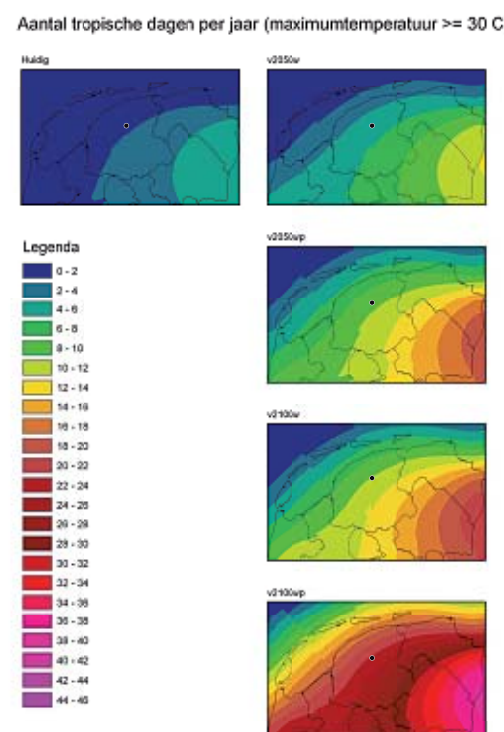 Aantal tropische dagen per jaar (maximumtemperatuur >= 30 C
Huidig
v2050w
v2050wp
Legenda
0 - 2
2 - 4
4 - 6
6 - 8
8 - 10
10 - 12
12 - 14
14 - 16
16 - 18
18 - 20
20 - 22
22 - 24
24 - 26
26 - 28
28 - 30
30 - 32
32 - 34
34 - 36
36 - 38
38 - 40
40 - 42
42 - 44
44 - 46
v2100w
v2100wp